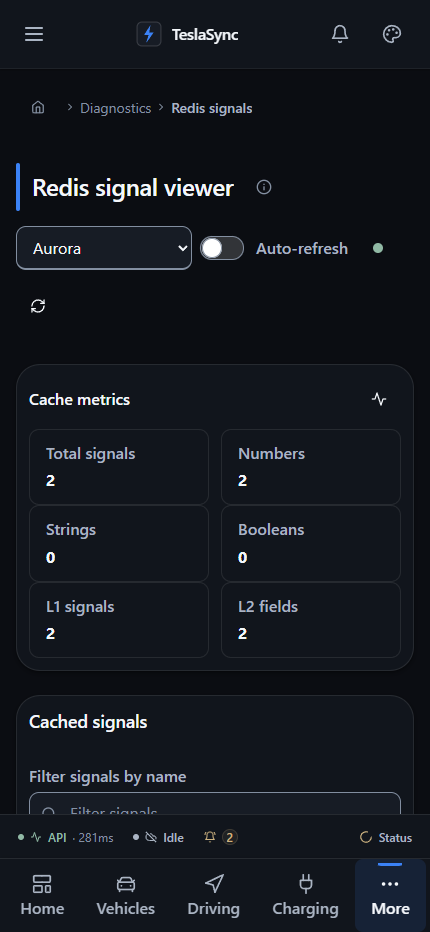 TeslaSync
Diagnostics Redis signals
Redis signal viewer
Aurora Auto-refresh
Cache metrics
Total signals Numbers
2 2
Strings Booleans
0 0
L1 signals L2 fields
2 2
Cached signals
Filter signals by name
Filter signals
API · 281ms Idle 2 Status
Home Vehicles Driving Charging More